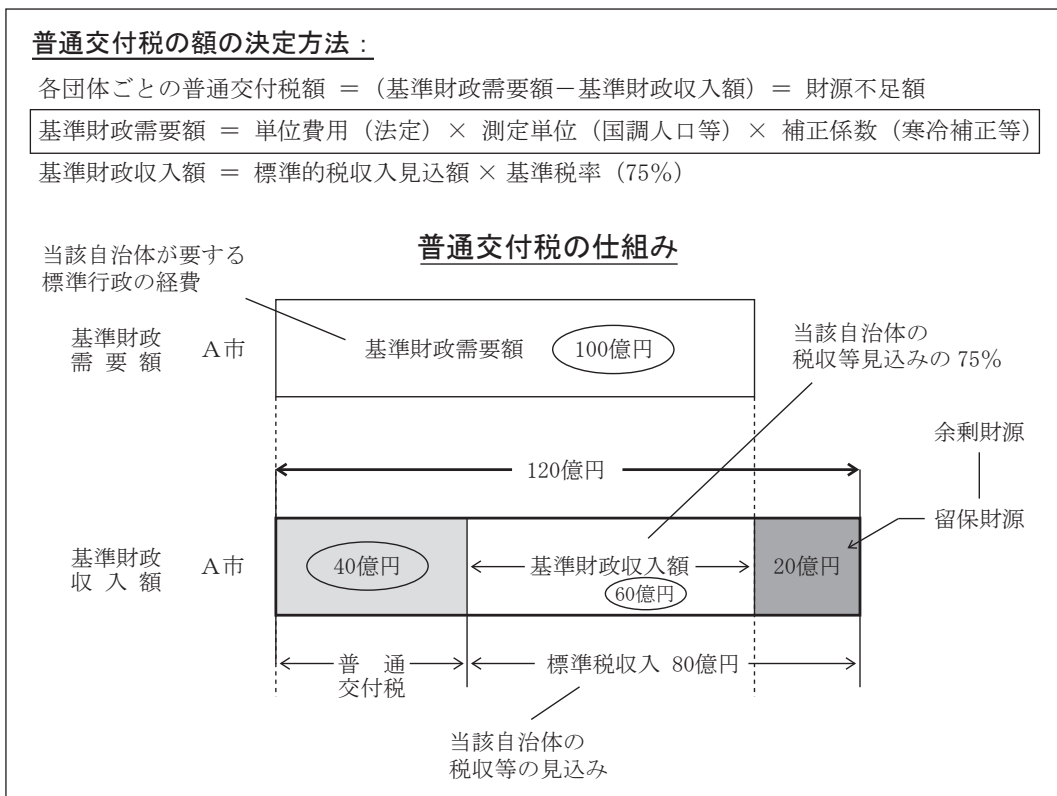 普通交付税の額の決定方法：
各団体ごとの普通交付税額 ＝（基準財政需要額－基準財政収入額）＝ 財源不足額
基準財政需要額 ＝ 単位費用（法定）× 測定単位（国調人口等）× 補正係数（寒冷補正等）
基準財政収入額 ＝ 標準的税収入見込額 × 基準税率（75％）
普通交付税の仕組み
当該自治体が要する
標準行政の経費
基準財政
需要額
A市
基準財政需要額
100億円
当該自治体の
税収等見込みの 75％
余剰財源
120億円
留保財源
基準財政
収入額
A市
40億円
基準財政収入額
60億円
20億円
普通
交付税
標準税収入 80億円
当該自治体の
税収等の見込み